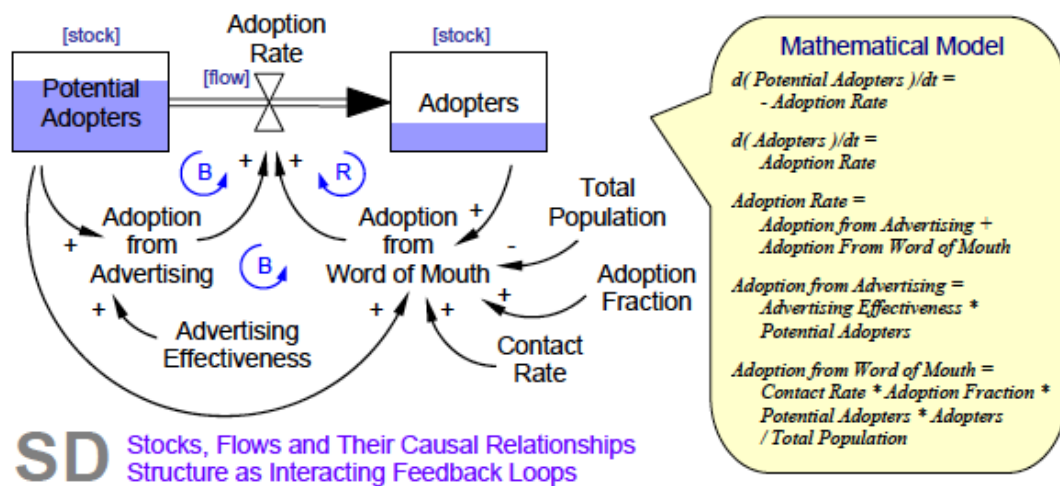 [stock]
Adoption
Rate
[stock]
[flow]
Potential
Adopters
Adopters
+
+
B
R
Adoption
from
Advertising
+
B
Adoption
from
Word of Mouth
+
Total
Population
-
Adoption
Fraction
+
+
Advertising
Effectiveness
+
+
Contact
Rate
SD
Stocks, Flows and Their Causal Relationships
Structure as Interacting Feedback Loops
Mathematical Model
d( Potential Adopters )/dt =
- Adoption Rate
d( Adopters )/dt =
Adoption Rate
Adoption Rate =
Adoption from Advertising +
Adoption From Word of Mouth
Adoption from Advertising =
Advertising Effectiveness *
Potential Adopters
Adoption from Word of Mouth =
Contact Rate * Adoption Fraction *
Potential Adopters * Adopters
/ Total Population